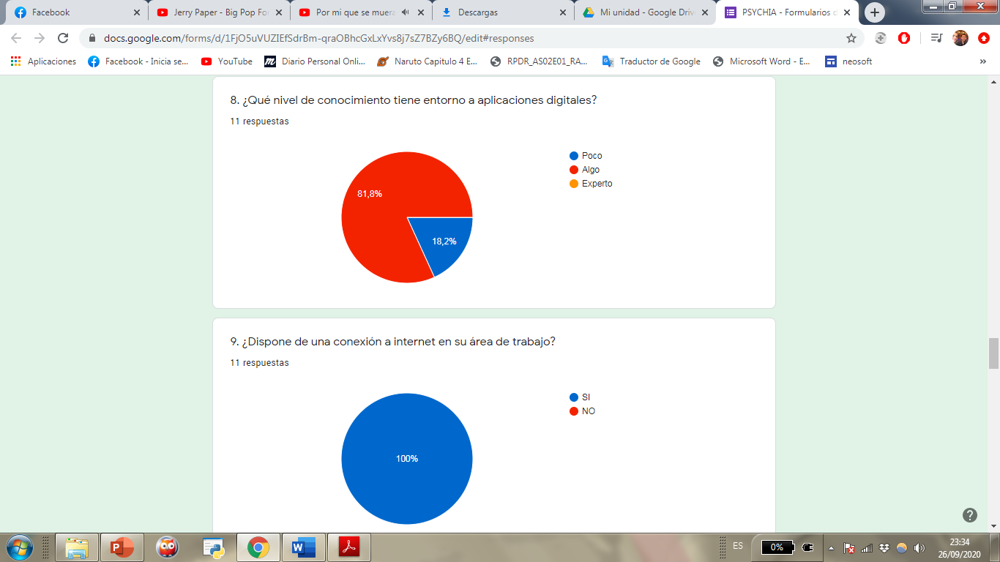 Facebook
Jerry Paper - Big Pop Fo
Por mi que se muera
Descargas
Mi unidad - Google Driv
PSYCHIA - Formularios d
docs.google.com/forms/d/1FjO5uVUZIEfSdrBm-qraOBhcGxLxYvs8j7sZ7BZy6BQ/edit#responses
Aplicaciones
Facebook - Inicia se...
YouTube
Diario Personal Onli...
Naruto Capitulo 4 E...
RPDR_AS02E01_RA...
Traductor de Google
Microsoft Word - E...
neosoft
»
8. ¿Qué nivel de conocimiento tiene entorno a aplicaciones digitales?
11 respuestas
Poco
Algo
Experto
81,8%
18,2%
9. ¿Dispone de una conexión a internet en su área de trabajo?
11 respuestas
SI
NO
100%
ES
0%
23:34
26/09/2020